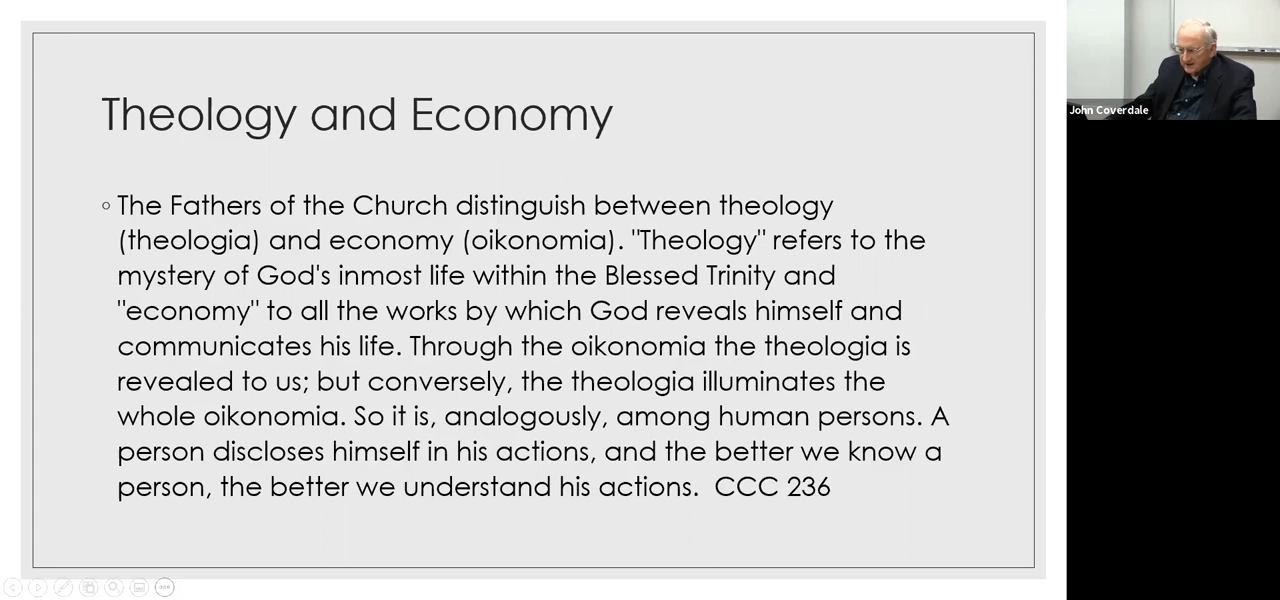 Theology and Economy
The Fathers of the Church distinguish between theology
(theologia) and economy (oikonomia). "Theology" refers to the
mystery of God's inmost life within the Blessed Trinity and
"economy" to all the works by which God reveals himself and
communicates his life. Through the oikonomia the theologia is
revealed to us; but conversely, the theologia illuminates the
whole oikonomia. So it is, analogously, among human persons. A
person discloses himself in his actions, and the better we know a
person, the better we understand his actions.  CCC 236
John Coverdale